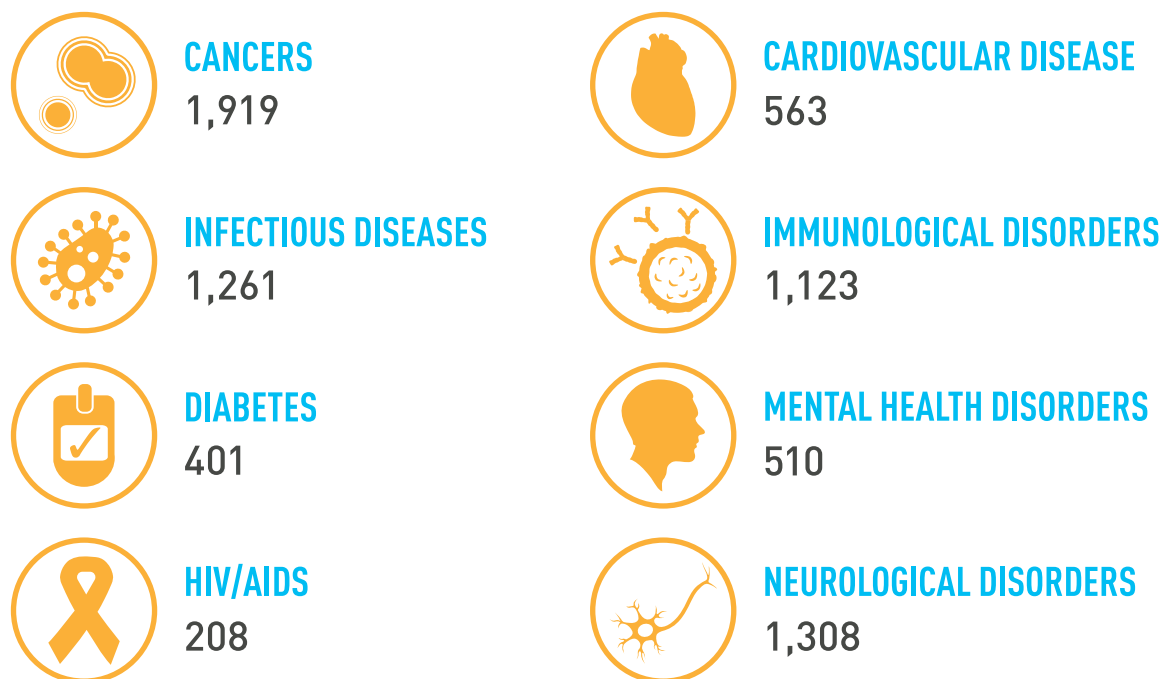 CANCERS
1,919
CARDIOVASCULAR DISEASE
563
INFECTIOUS DISEASES
1,261
IMMUNOLOGICAL DISORDERS
1,123
DIABETES
401
MENTAL HEALTH DISORDERS
510
HIV/AIDS
208
NEUROLOGICAL DISORDERS
1,308